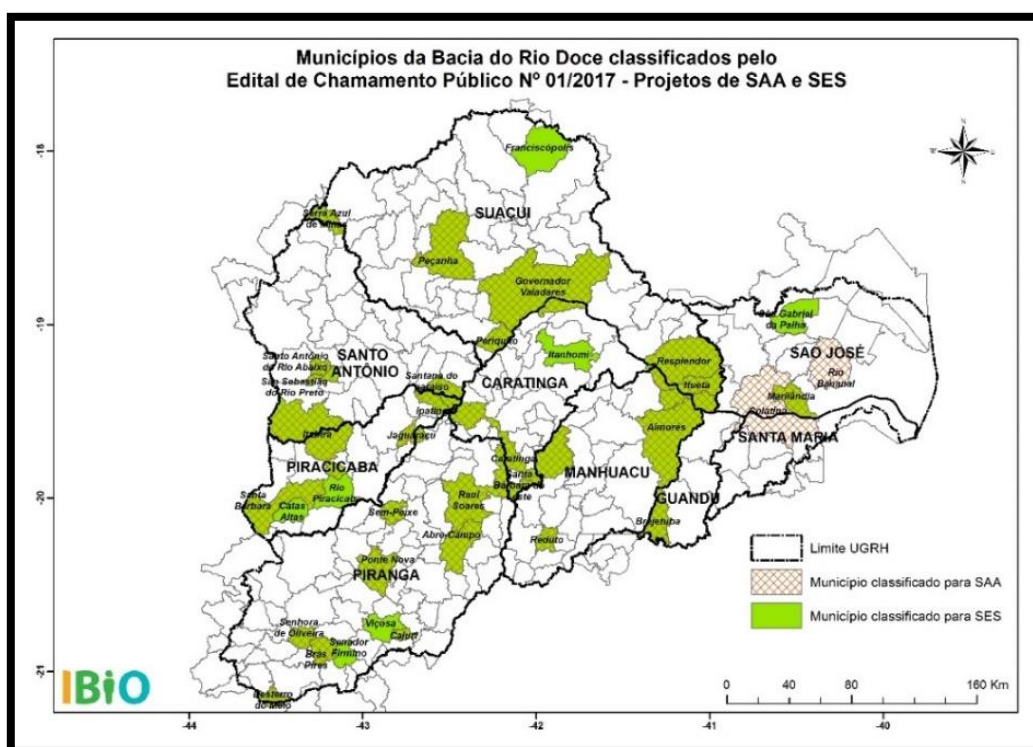 Municípios da Bacia do Rio Doce classificados pelo
Edital de Chamamento Público Nº 01/2017 - Projetos de SAA e SES
-18
-19
-20
-21
N
Franciscópolis
SUAÇUI
Serra Azul
de Minas
Peçanha
Governador
Valadares
Periquito
São Gabriel
da Palha
SANTO
ANTÔNIO
Santo Antônio
do Rio Abaixo
São Sebastião
do Rio Preto
Santana do
Paraíso
Ipatinga
CARATINGA
Itanhomi
Resplendor
Itueta
SÃO JOSÉ
Rio
Bananal
Marilândia
Colatina
SANTA MARIA
Itabira
Jaguaraçu
Aimorés
PIRACICABA
Caratinga
Santa
Bárbara do
Leste
MANHUACU
GUANDU
Santa
Bárbara
Rio
Piracicaba
Catas
Altas
Raul
Soares
Sem-Peixe
Abre-Campo
Reduto
Brejetuba
Ponte Nova
PIRANGA
Viçosa
Cajuri
Senhora
de Oliveira
Brás
Pires
Senador
Firmino
Desterro
do Melo
Limite UGRH
Município classificado para SAA
Município classificado para SES
IBiO
0 40 80 160 Km
-44 -43 -42 -41 -40